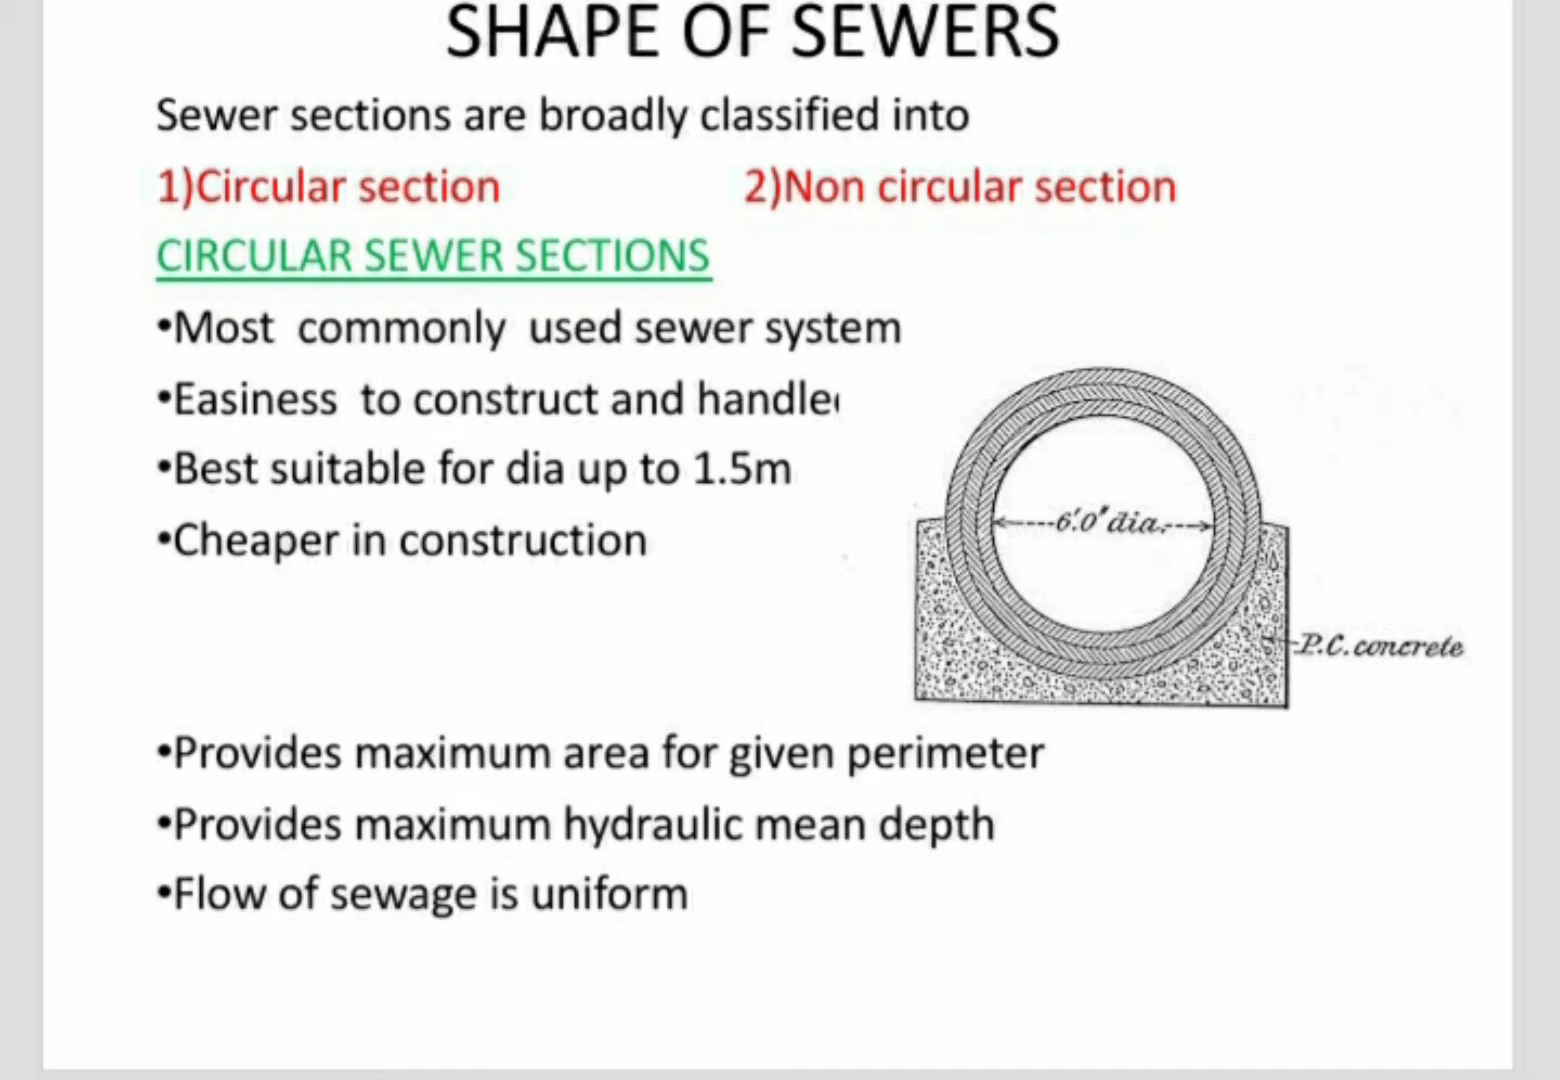 SHAPE OF SEWERS
Sewer sections are broadly classified into
1)Circular section 2)Non circular section
CIRCULAR SEWER SECTIONS
•Most commonly used sewer system
•Easiness to construct and handle
•Best suitable for dia up to 1.5m
•Cheaper in construction
6'.0" dia.
P.C. concrete
•Provides maximum area for given perimeter
•Provides maximum hydraulic mean depth
•Flow of sewage is uniform